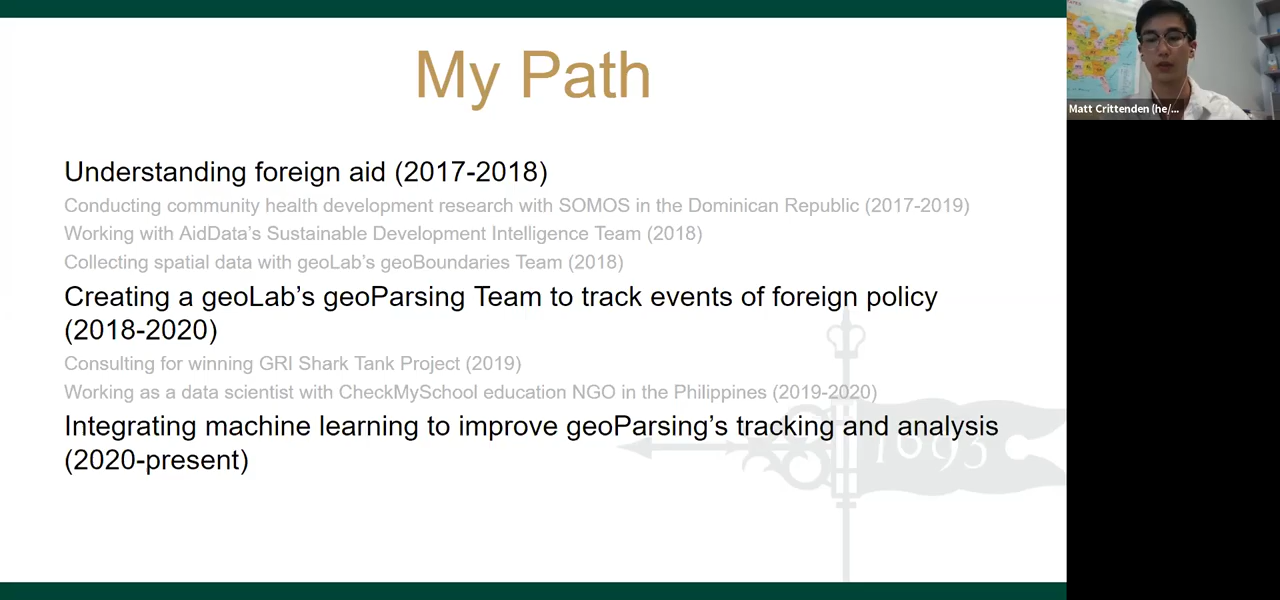 My Path
Understanding foreign aid (2017-2018)
Conducting community health development research with SOMOS in the Dominican Republic (2017-2019)
Working with AidData's Sustainable Development Intelligence Team (2018)
Collecting spatial data with geoLab's geoBoundaries Team (2018)
Creating a geoLab's geoParsing Team to track events of foreign policy
(2018-2020)
Consulting for winning GRI Shark Tank Project (2019)
Working as a data scientist with CheckMySchool education NGO in the Philippines (2019-2020)
Integrating machine learning to improve geoParsing's tracking and analysis
(2020-present)
1693
Matt Crittenden (he/...